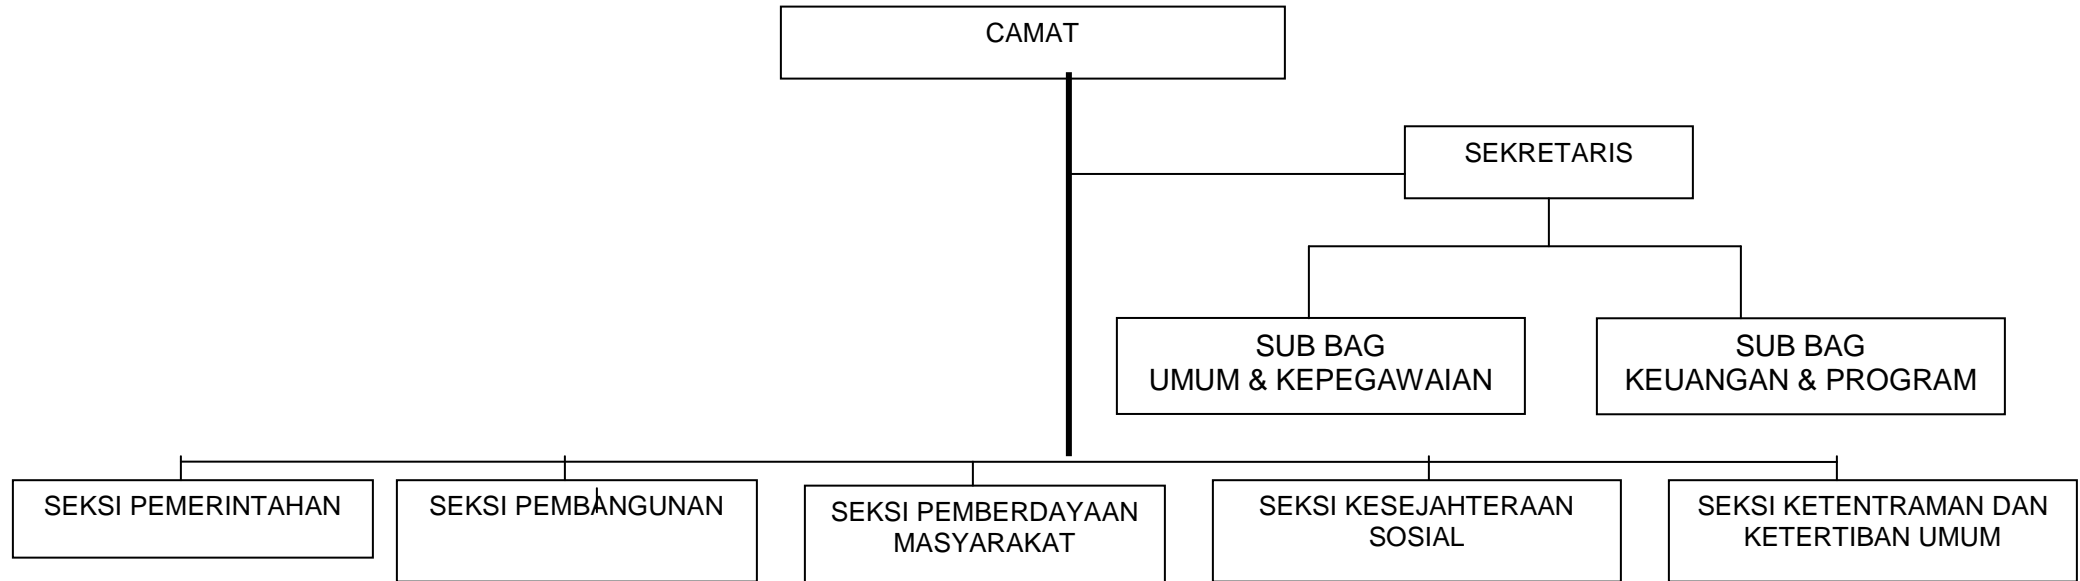 CAMAT
SEKRETARIS
SUB BAG
UMUM & KEPEGAWAIAN
SUB BAG
KEUANGAN & PROGRAM
SEKSI PEMERINTAHAN
SEKSI PEMBANGUNAN
SEKSI PEMBERDAYAAN
MASYARAKAT
SEKSI KESEJAHTERAAN
SOSIAL
SEKSI KETENTRAMAN DAN
KETERTIBAN UMUM